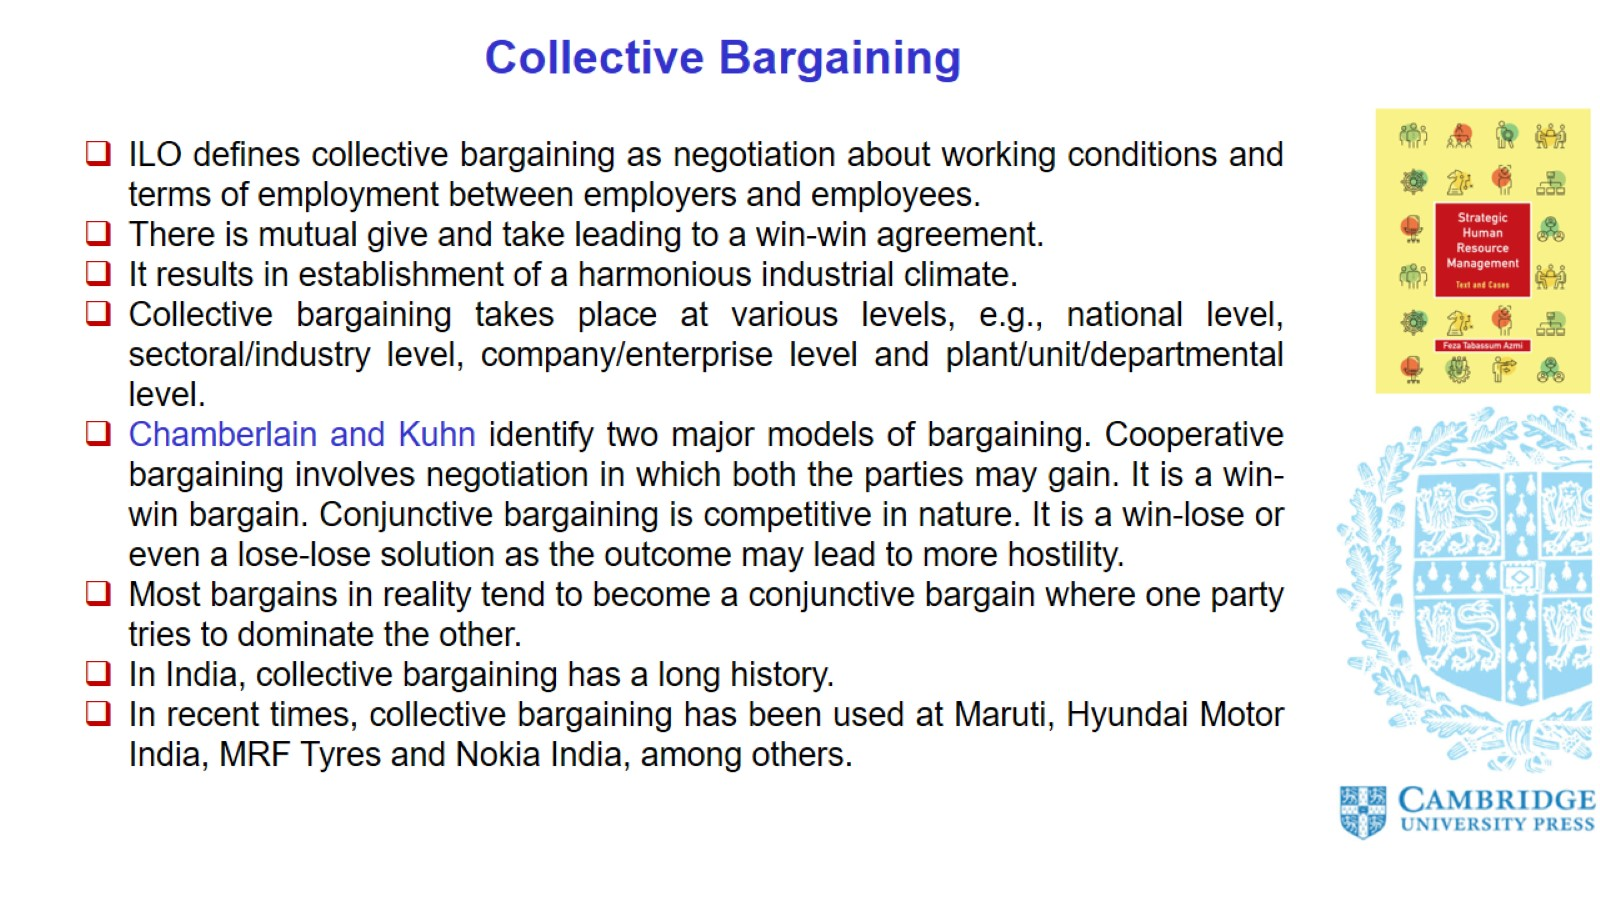 Collective Bargaining
❑ ILO defines collective bargaining as negotiation about working conditions and
terms of employment between employers and employees.
❑ There is mutual give and take leading to a win-win agreement.
❑ It results in establishment of a harmonious industrial climate.
❑ Collective bargaining takes place at various levels, e.g., national level,
sectoral/industry level, company/enterprise level and plant/unit/departmental
level.
❑ Chamberlain and Kuhn identify two major models of bargaining. Cooperative
bargaining involves negotiation in which both the parties may gain. It is a win-
win bargain. Conjunctive bargaining is competitive in nature. It is a win-lose or
even a lose-lose solution as the outcome may lead to more hostility.
❑ Most bargains in reality tend to become a conjunctive bargain where one party
tries to dominate the other.
❑ In India, collective bargaining has a long history.
❑ In recent times, collective bargaining has been used at Maruti, Hyundai Motor
India, MRF Tyres and Nokia India, among others.
Strategic
Human
Resource
Management
Text and Cases
Feza Tabassum Azmi
CAMBRIDGE
UNIVERSITY PRESS